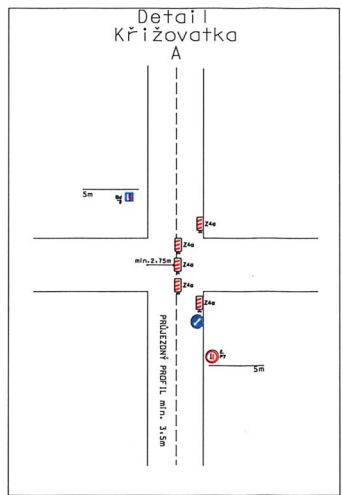 Detail
Křižovatka
A
5m
Z4a
Z4a
min.2,75m
Z4a
Z4a
Z4a
PRŮJEZDNÝ PROFIL min. 3,5m
5m